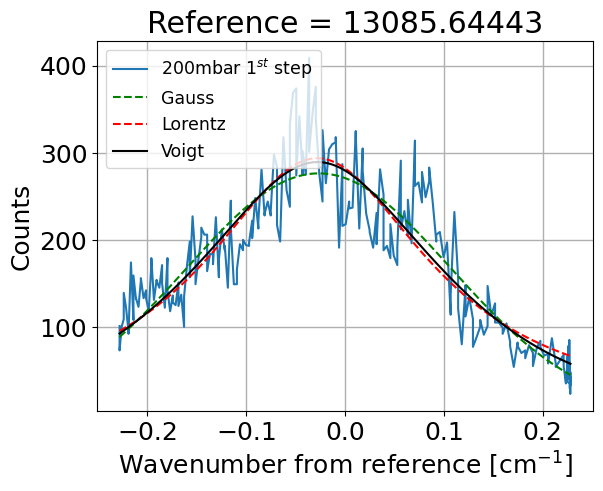 Reference = 13085.64443
200mbar 1st step
Gauss
Lorentz
Voigt
400
300
200
100
Counts
−0.2 −0.1 0.0 0.1 0.2
Wavenumber from reference [cm⁻¹]